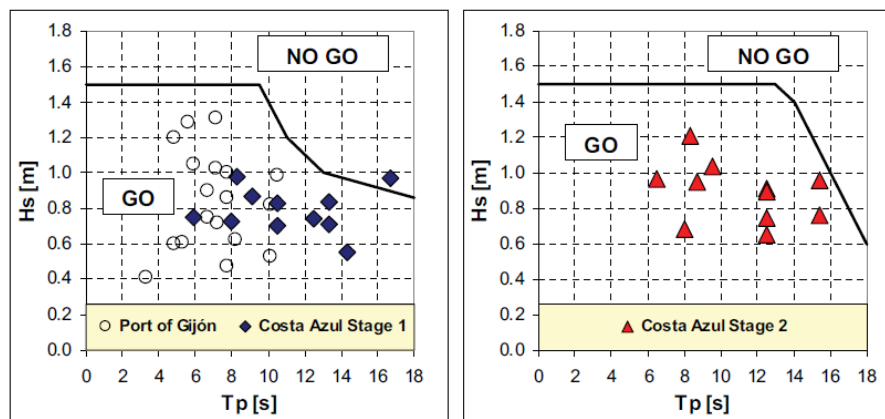 1.8
1.6
1.4
1.2
1.0
0.8
0.6
0.4
0.2
0.0
Hs [m]
NO GO
GO
Port of Gijón
Costa Azul Stage 1
0 2 4 6 8 10 12 14 16 18
Tp [s]
1.8
1.6
1.4
1.2
1.0
0.8
0.6
0.4
0.2
0.0
Hs [m]
NO GO
GO
Costa Azul Stage 2
0 2 4 6 8 10 12 14 16 18
Tp [s]